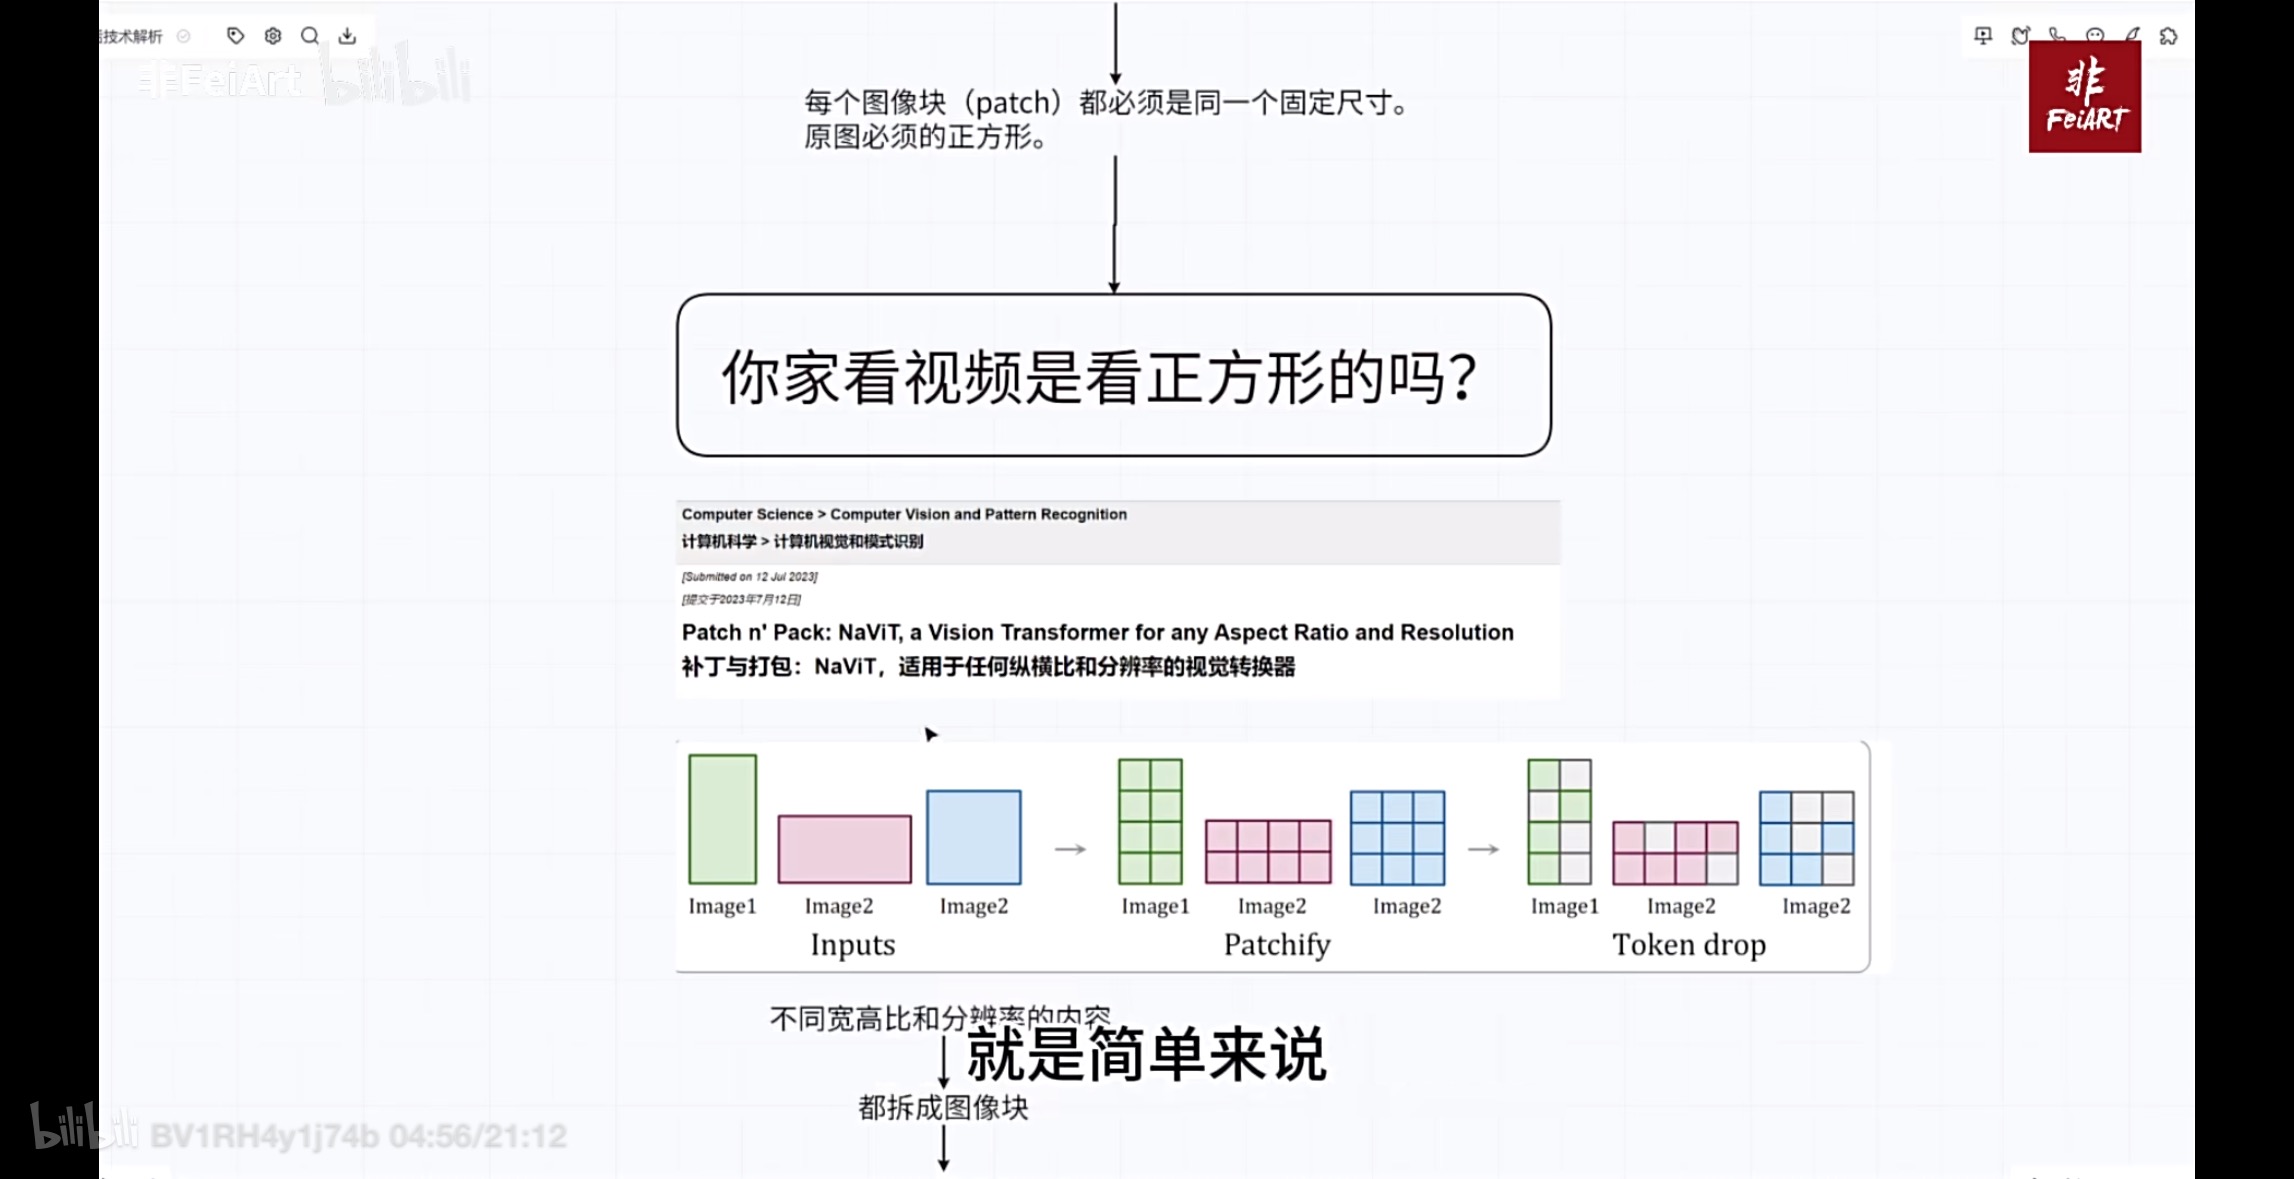 技术解析
非FeiArt bilibili
非
FeiART
每个图像块（patch）都必须是同一个固定尺寸。
原图必须的正方形。
你家看视频是看正方形的吗？
Computer Science > Computer Vision and Pattern Recognition
计算机科学 > 计算机视觉和模式识别
[Submitted on 12 Jul 2023]
[提交于2023年7月12日]
Patch n' Pack: NaViT, a Vision Transformer for any Aspect Ratio and Resolution
补丁与打包：NaViT，适用于任何纵横比和分辨率的视觉转换器
Image1 Image2 Image2 Image1 Image2 Image2 Image1 Image2 Image2
Inputs Patchify Token drop
不同宽高比和分辨率的内容
就是简单来说
都拆成图像块
bilibili BV1RH4y1j74b 04:56/21:12